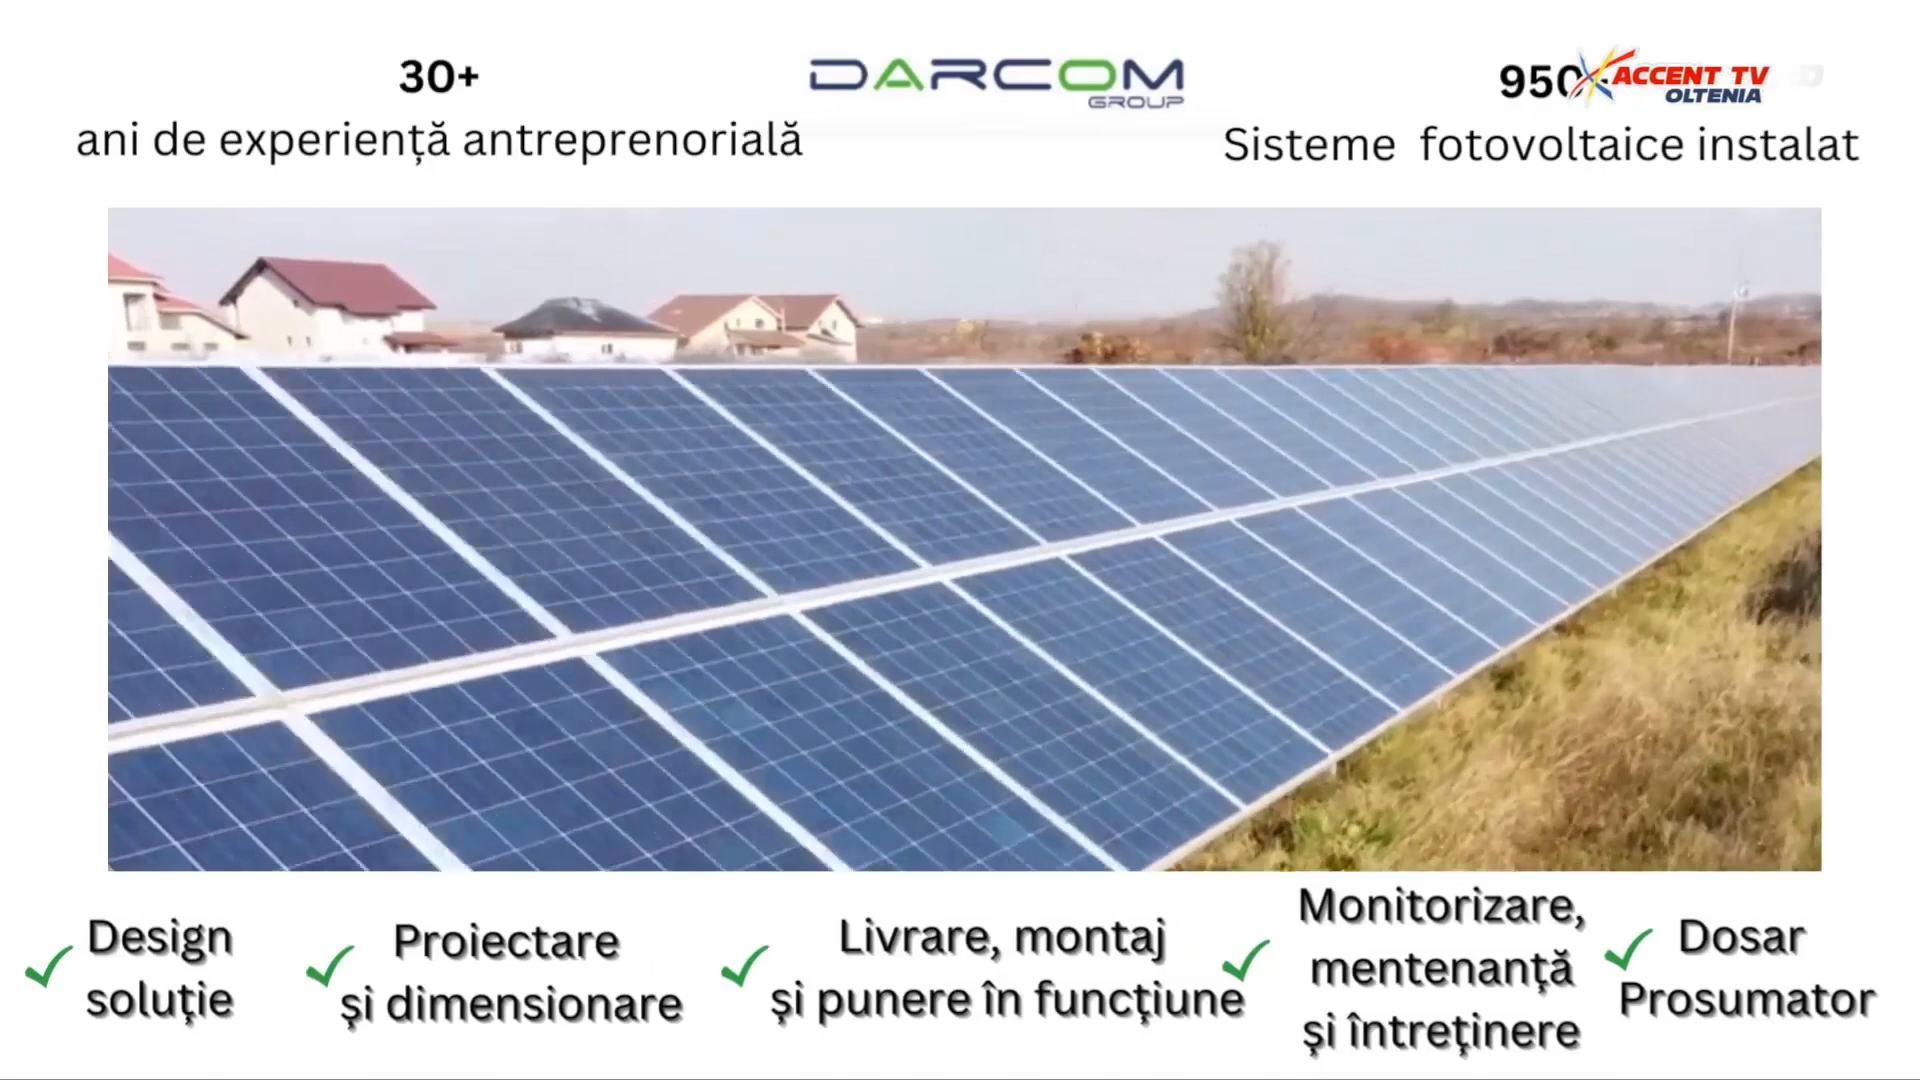 30+
ani de experiență antreprenorială
DARCOM
GROUP
950
ACCENT TV
OLTENIA
Sisteme fotovoltaice instalat
Design
soluție
Proiectare
și dimensionare
Livrare, montaj
și punere în funcțiune
Monitorizare,
mentenanță
și întreținere
Dosar
Prosumator